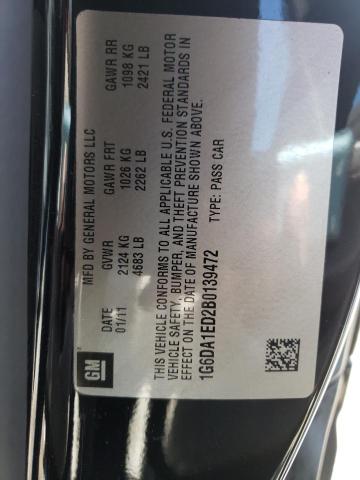 GM
MFD BY GENERAL MOTORS LLC
DATE GVWR GAWR FRT GAWR RR
01/11 2124 KG 1026 KG 1098 KG
4683 LB 2262 LB 2421 LB
THIS VEHICLE CONFORMS TO ALL APPLICABLE U.S. FEDERAL MOTOR
VEHICLE SAFETY, BUMPER, AND THEFT PREVENTION STANDARDS IN
EFFECT ON THE DATE OF MANUFACTURE SHOWN ABOVE.
1G6DA1ED2B0139472 TYPE: PASS CAR